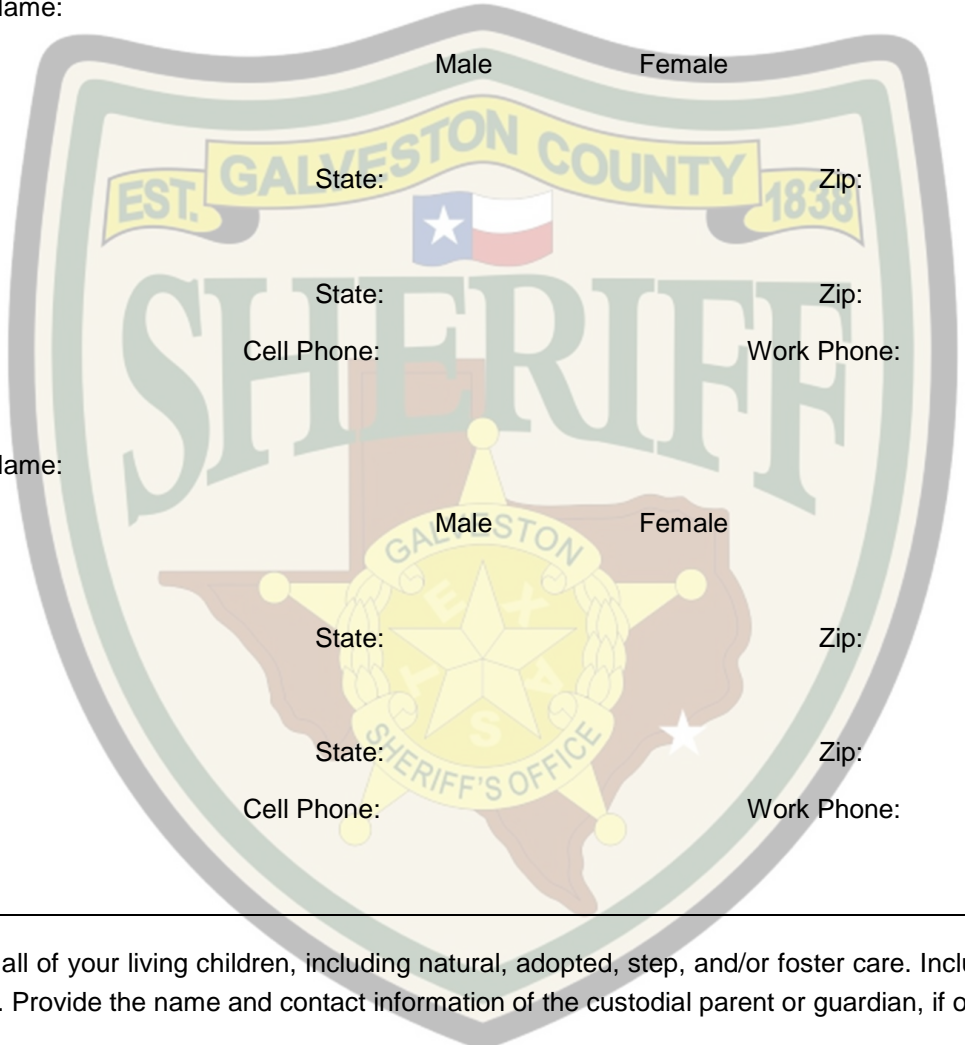 Name:
Male Female
GALVESTON COUNTY
EST. 1838
State: Zip:
SHERIFF
State: Zip:
Cell Phone: Work Phone:
Name:
Male Female
GALVESTON
TEXAS
State: Zip:
SHERIFF'S OFFICE
State: Zip:
Cell Phone: Work Phone:
all of your living children, including natural, adopted, step, and/or foster care.
. Provide the name and contact information of the custodial parent or guardian, if